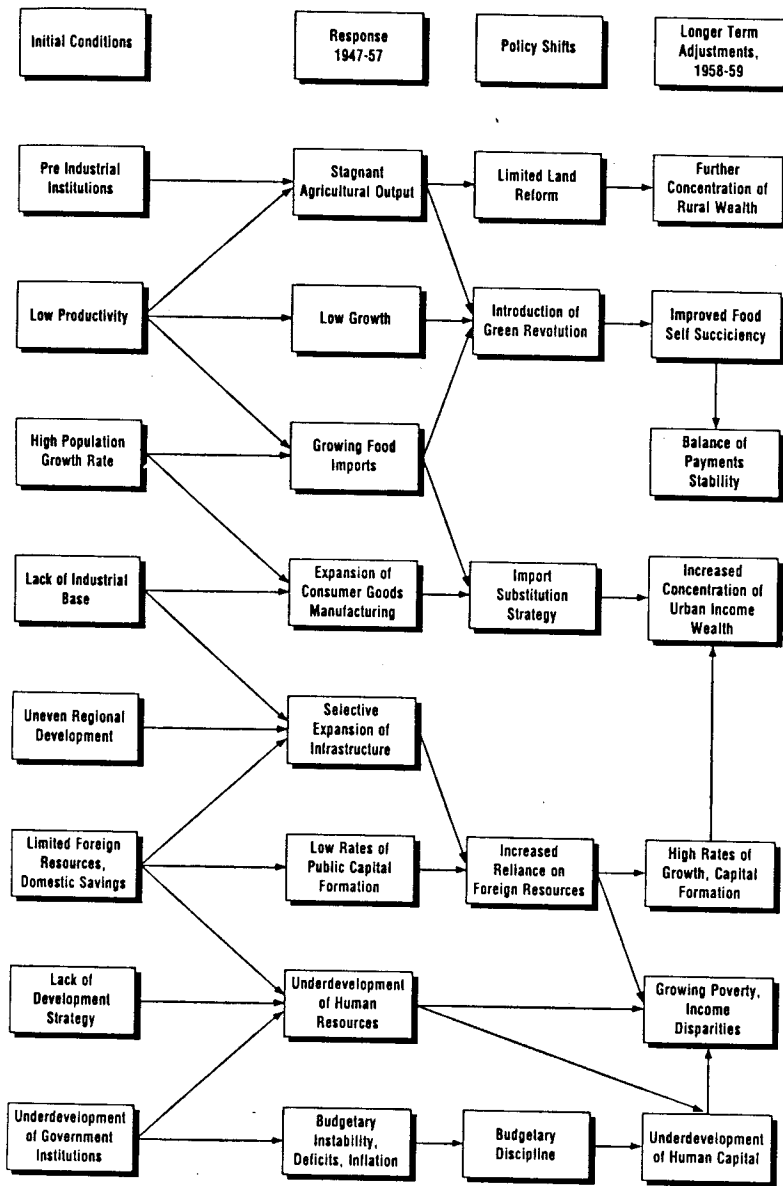 Initial Conditions
Response
1947-57
Policy Shifts
Longer Term
Adjustments,
1958-59
Pre Industrial
Institutions
Stagnant
Agricultural Output
Limited Land
Reform
Further
Concentration of
Rural Wealth
Low Productivity
Low Growth
Introduction of
Green Revolution
Improved Food
Self Succiciency
High Population
Growth Rate
Growing Food
Imports
Balance of
Payments
Stability
Lack of Industrial
Base
Expansion of
Consumer Goods
Manufacturing
Import
Substitution
Strategy
Increased
Concentration of
Urban Income
Wealth
Uneven Regional
Development
Selective
Expansion of
Infrastructure
Limited Foreign
Resources,
Domestic Savings
Low Rates of
Public Capital
Formation
Increased
Reliance on
Foreign Resources
High Rates of
Growth, Capital
Formation
Lack of
Development
Strategy
Underdevelopment
of Human
Resources
Growing Poverty,
Income
Disparities
Underdevelopment
of Government
Institutions
Budgetary
Instability,
Deficits, Inflation
Budgetary
Discipline
Underdevelopment
of Human Capital